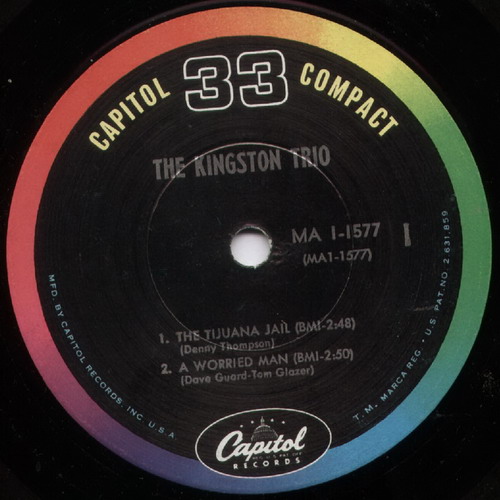 CAPITOL 33 COMPACT
THE KINGSTON TRIO
MA 1-1577 1
(MA1-1577)
1. THE TIJUANA JAIL (BMI-2:48)
(Denny Thompson)
2. A WORRIED MAN (BMI-2:50)
(Dave Guard-Tom Glazer)
MFD. BY CAPITOL RECORDS, INC. U.S.A.
T.M. MARCA REG. • U.S. PAT. NO. 2 631,859
Capitol
RECORDS